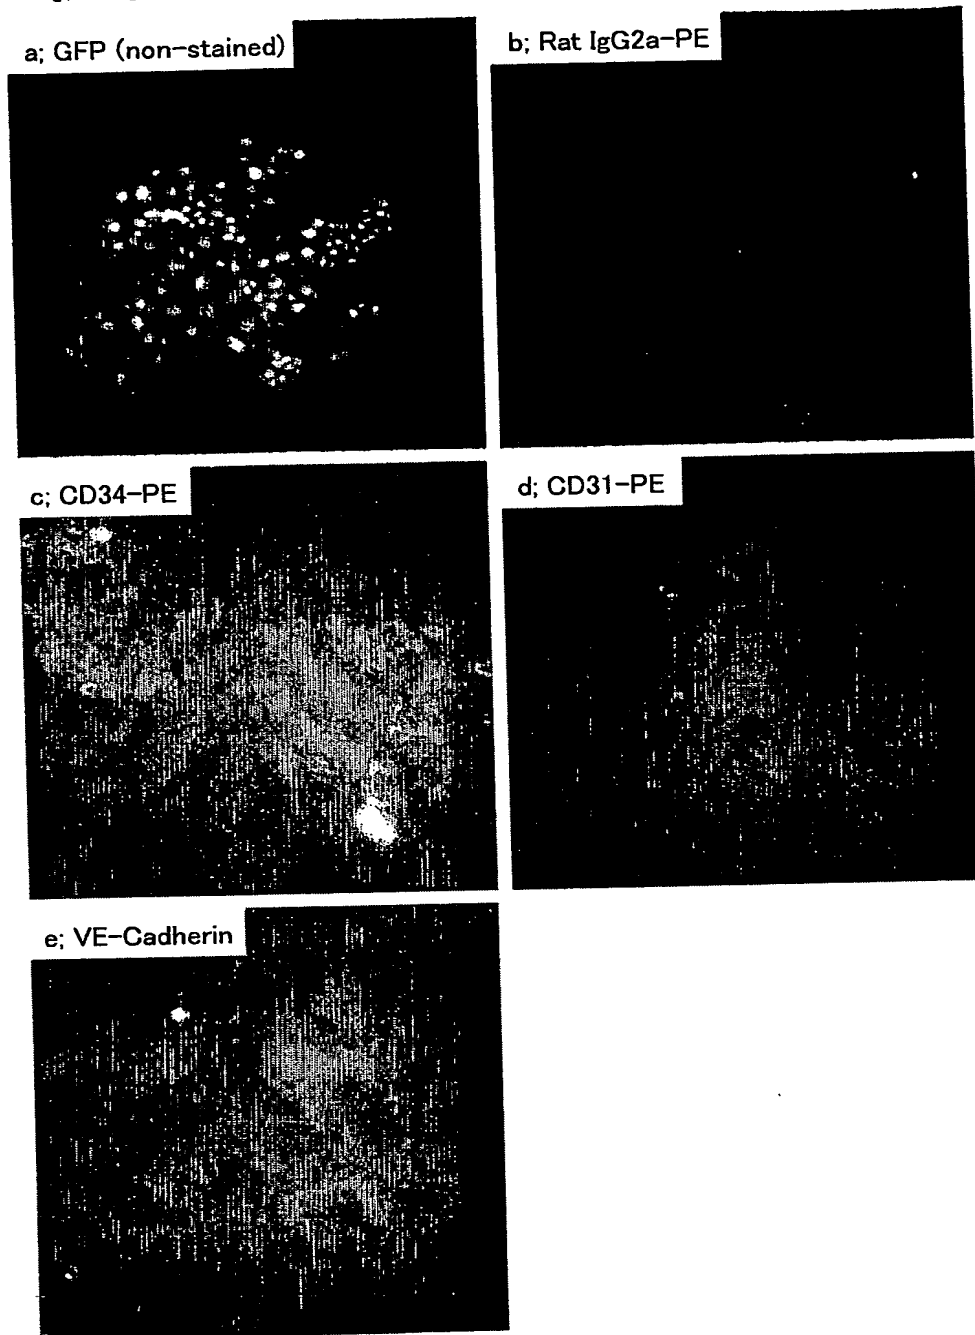 a; GFP (non-stained)
b; Rat IgG2a-PE
c; CD34-PE
d; CD31-PE
e; VE-Cadherin